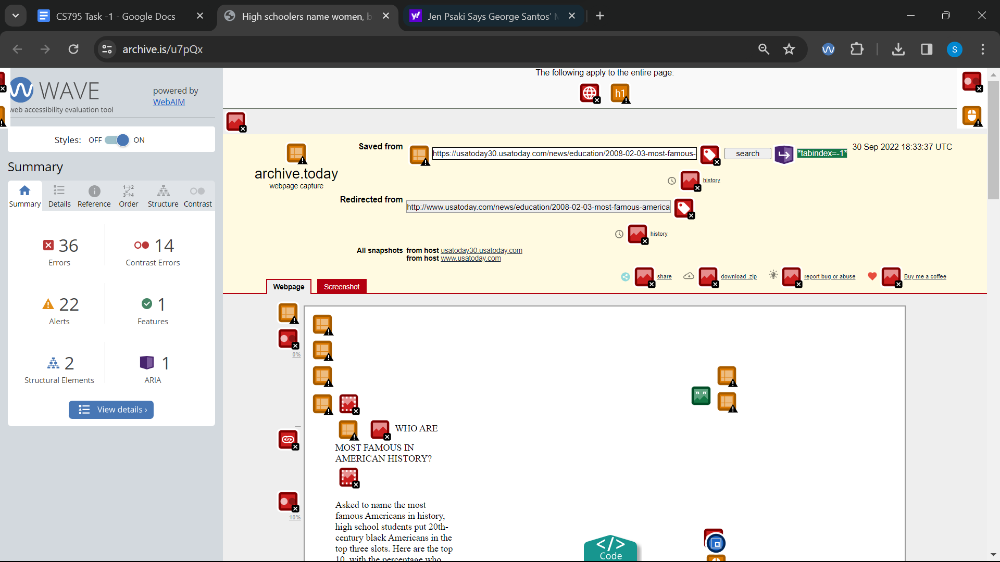 CS795 Task -1 - Google Docs
High schoolers name women, b
Jen Psaki Says George Santos'
archive.is/u7pQx
S
WAVE
web accessibility evaluation tool
powered by
WebAIM
Styles: OFF ON
Summary
Summary
Details
Reference
Order
Structure
Contrast
36
Errors
14
Contrast Errors
22
Alerts
1
Features
2
Structural Elements
1
ARIA
View details ›
The following apply to the entire page:
h1
archive.today
webpage capture
Saved from
https://usatoday30.usatoday.com/news/education/2008-02-03-most-famous-
search
*tabindex=-1*
30 Sep 2022 18:33:37 UTC
history
Redirected from
http://www.usatoday.com/news/education/2008-02-03-most-famous-america
history
All snapshots from host usatoday30.usatoday.com
from host www.usatoday.com
share
download .zip
report bug or abuse
Buy me a coffee
Webpage
Screenshot
0%
10%
WHO ARE
MOST FAMOUS IN
AMERICAN HISTORY?
Asked to name the most
famous Americans in history,
high school students put 20th-
century black Americans in the
top three slots. Here are the top
10, with the percentage who
</> Code